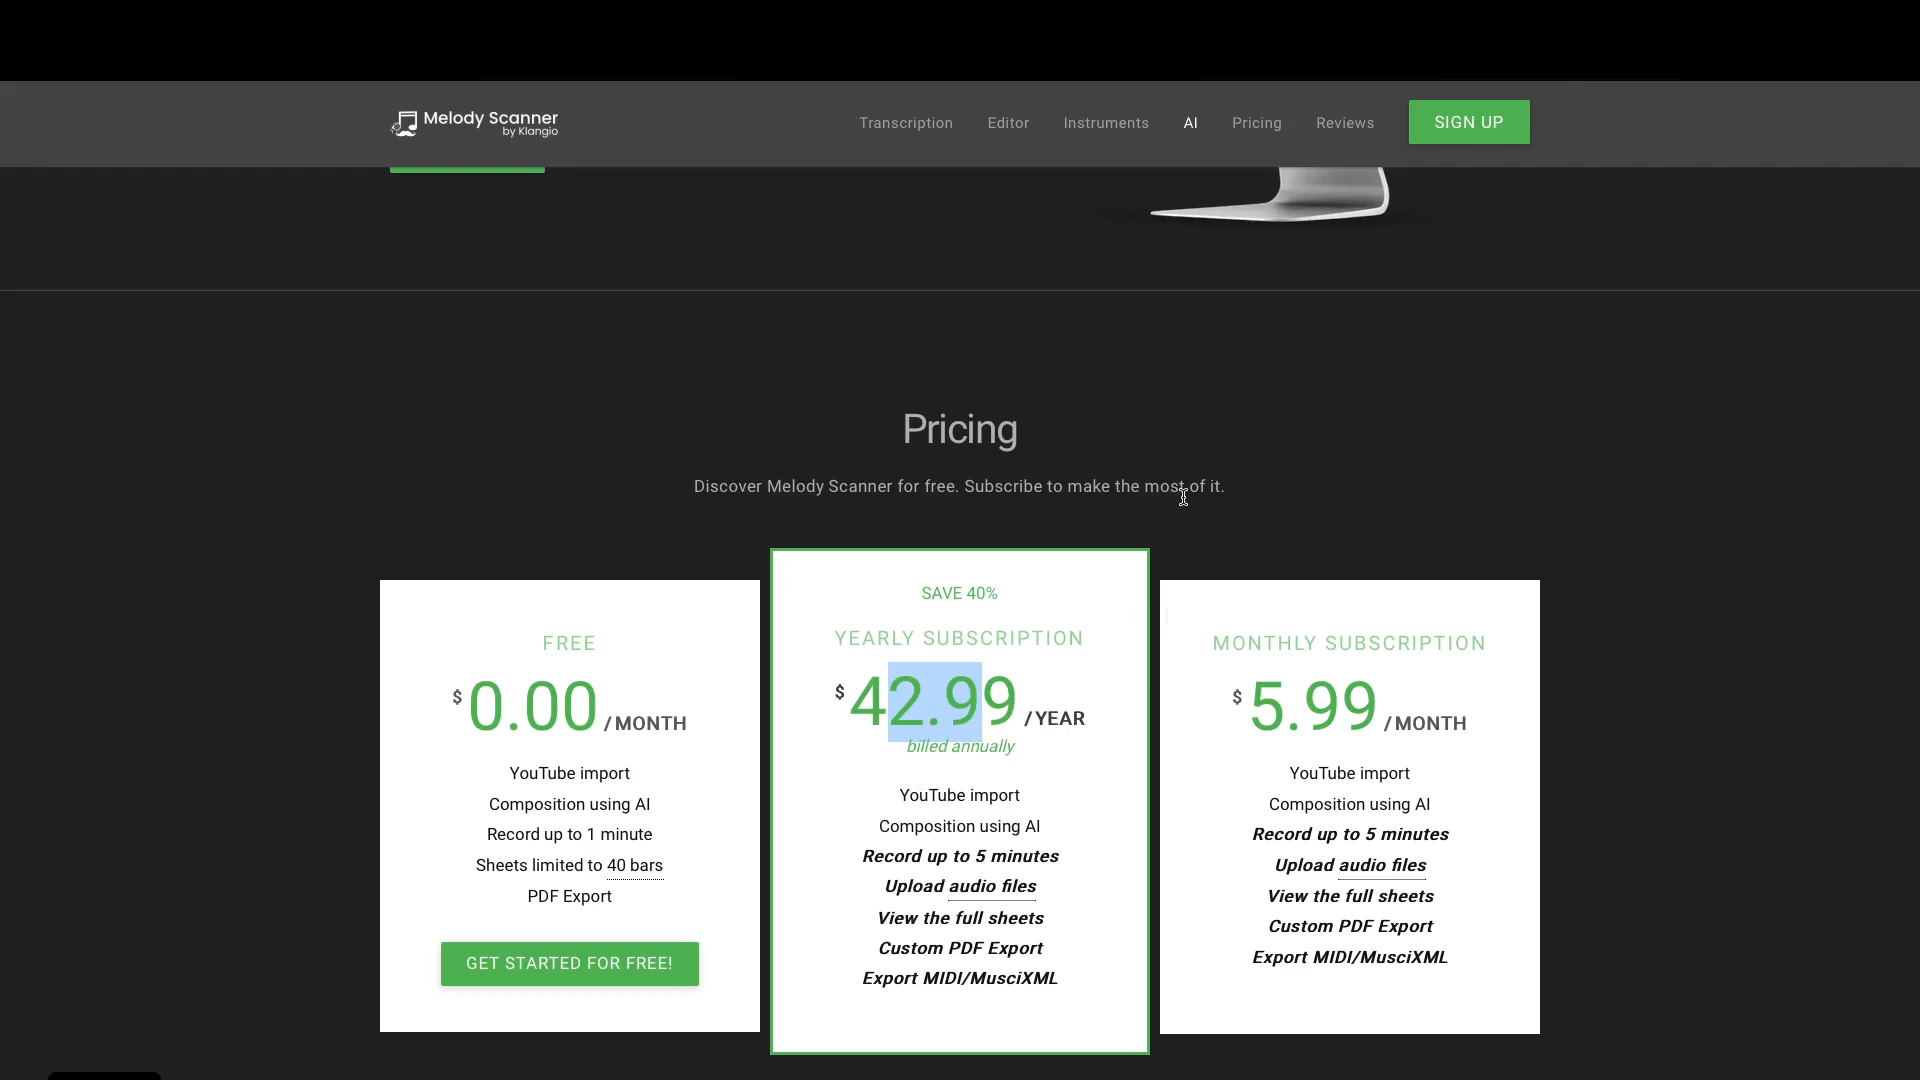 Melody Scanner
by Klangio
Transcription
Editor
Instruments
AI
Pricing
Reviews
SIGN UP
Pricing
Discover Melody Scanner for free. Subscribe to make the most of it.
FREE
$ 0.00 /MONTH
YouTube import
Composition using AI
Record up to 1 minute
Sheets limited to 40 bars
PDF Export
GET STARTED FOR FREE!
SAVE 40%
YEARLY SUBSCRIPTION
$ 42.99 /YEAR
billed annually
YouTube import
Composition using AI
Record up to 5 minutes
Upload audio files
View the full sheets
Custom PDF Export
Export MIDI/MusciXML
MONTHLY SUBSCRIPTION
$ 5.99 /MONTH
YouTube import
Composition using AI
Record up to 5 minutes
Upload audio files
View the full sheets
Custom PDF Export
Export MIDI/MusciXML